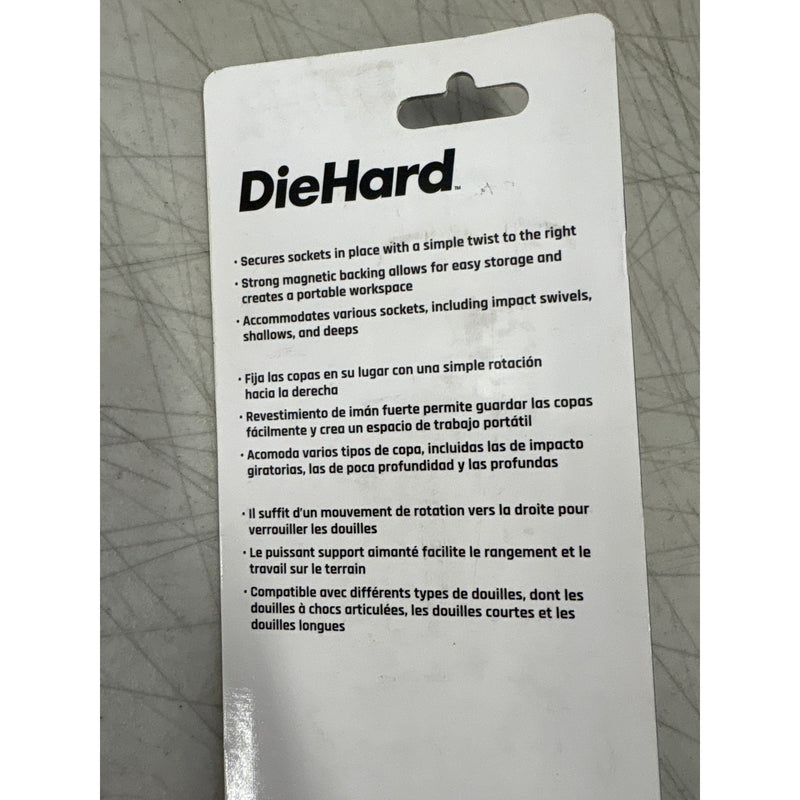 DieHard™
· Secures sockets in place with a simple twist to the right
· Strong magnetic backing allows for easy storage and
creates a portable workspace
· Accommodates various sockets, including impact swivels,
shallows, and deeps
· Fija las copas en su lugar con una simple rotación
hacia la derecha
· Revestimiento de imán fuerte permite guardar las copas
fácilmente y crea un espacio de trabajo portátil
· Acomoda varios tipos de copa, incluidas las de impacto
giratorias, las de poca profundidad y las profundas
· Il suffit d'un mouvement de rotation vers la droite pour
verrouiller les douilles
· Le puissant support aimanté facilite le rangement et le
travail sur le terrain
· Compatible avec différents types de douilles, dont les
douilles à chocs articulées, les douilles courtes et les
douilles longues